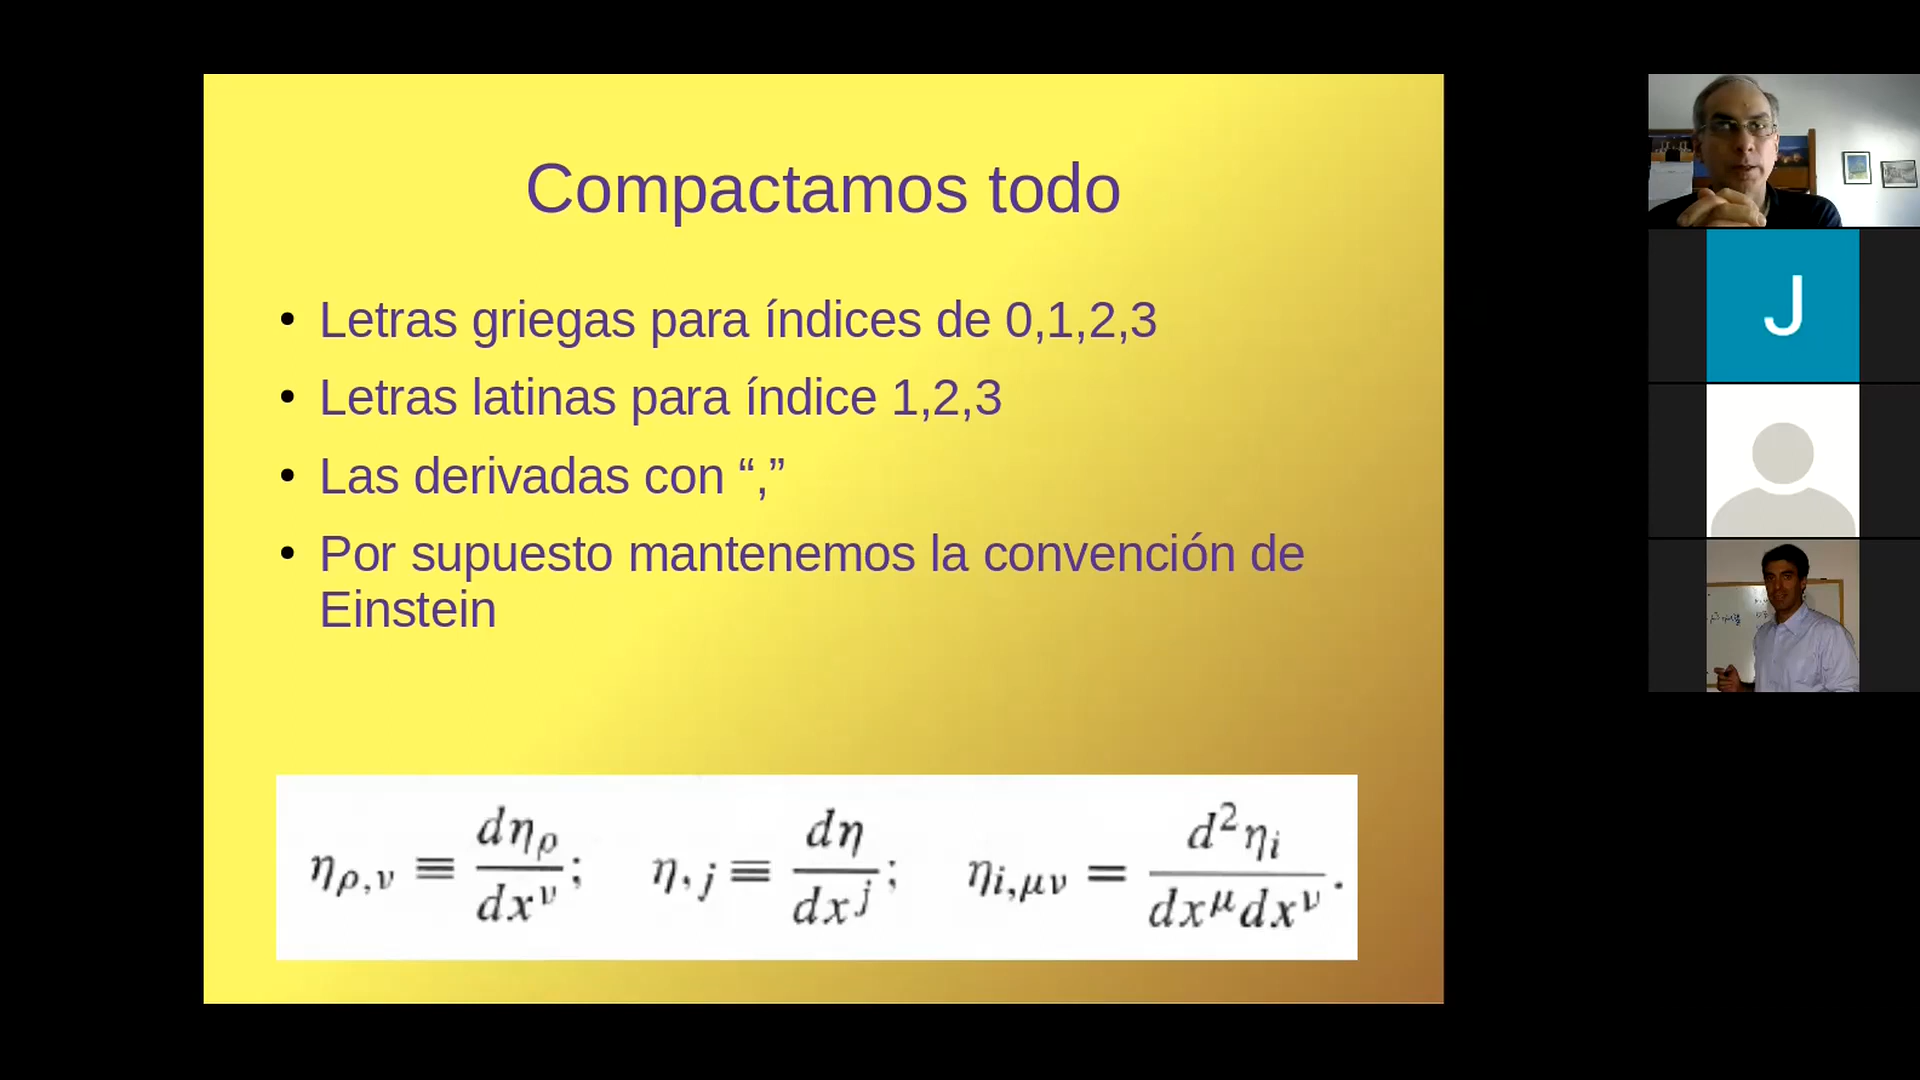 Compactamos todo
• Letras griegas para índices de 0,1,2,3
• Letras latinas para índice 1,2,3
• Las derivadas con “,”
• Por supuesto mantenemos la convención de
Einstein
η_{ρ,ν} ≡ dη_ρ/dx^ν; η_{,j} ≡ dη/dx^j; η_{i,μν} = d²η_i/dx^μdx^ν.
J